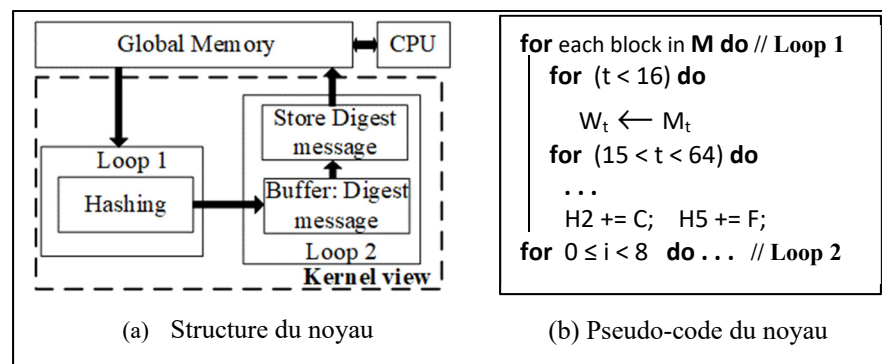 Global Memory
CPU
Loop 1
Hashing
Store Digest
message
Buffer: Digest
message
Loop 2
Kernel view
(a) Structure du noyau
for each block in M do // Loop 1
for (t < 16) do
Wt ← Mt
for (15 < t < 64) do
...
H2 += C; H5 += F;
for 0 ≤ i < 8 do . . . // Loop 2
(b) Pseudo-code du noyau